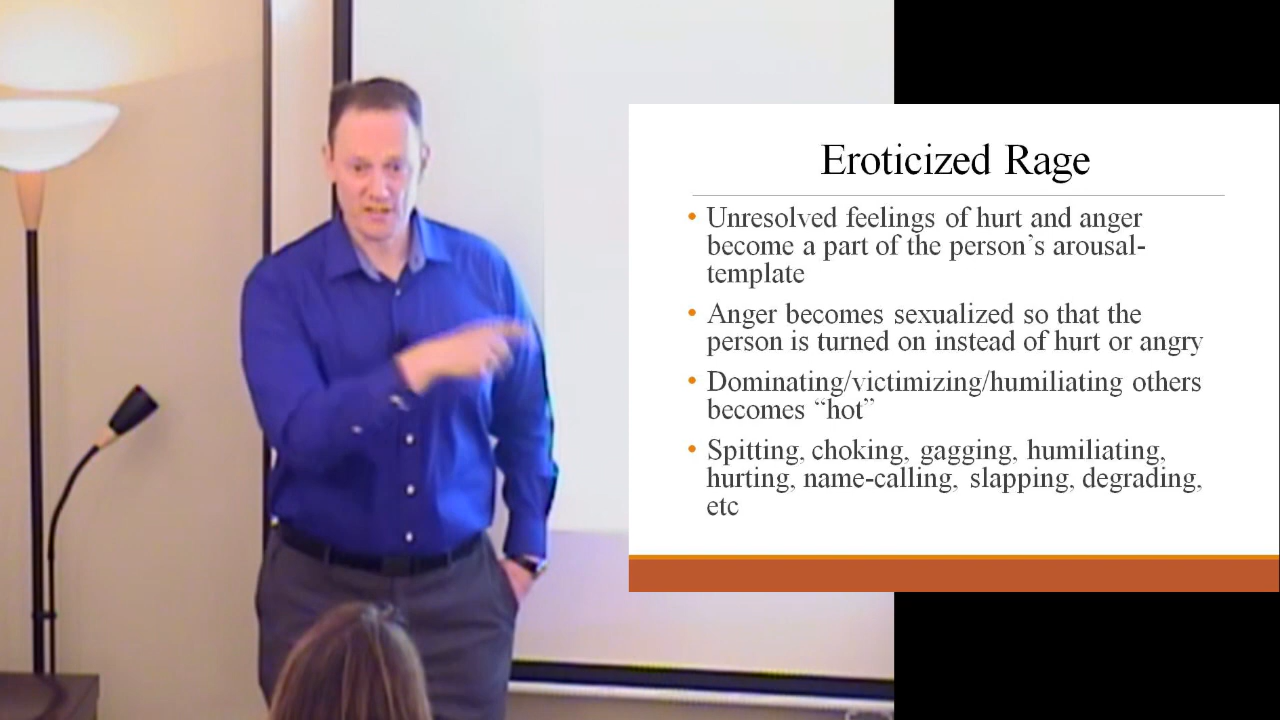 Eroticized Rage
• Unresolved feelings of hurt and anger
become a part of the person’s arousal-
template
• Anger becomes sexualized so that the
person is turned on instead of hurt or angry
• Dominating/victimizing/humiliating others
becomes “hot”
• Spitting, choking, gagging, humiliating,
hurting, name-calling, slapping, degrading,
etc